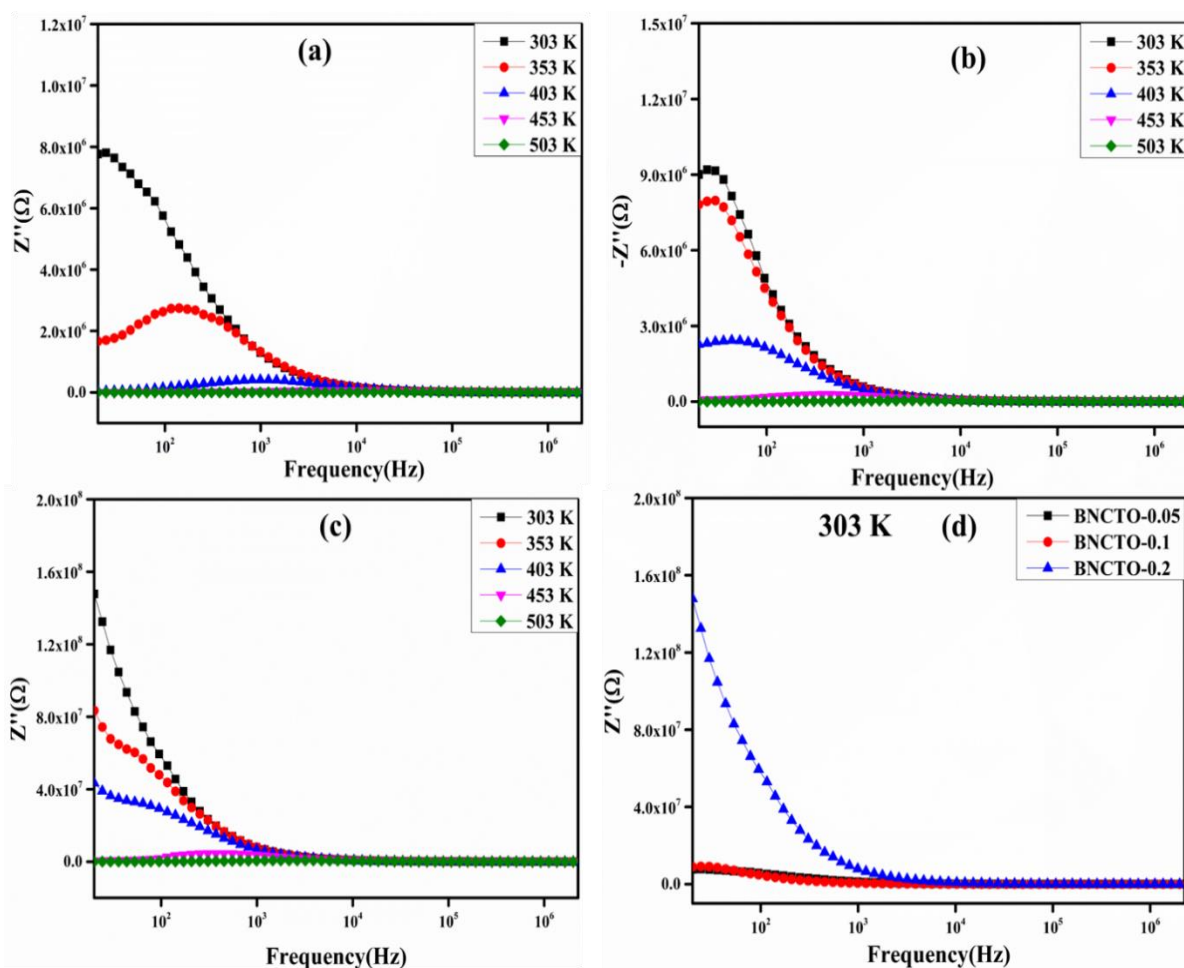 (a)
303 K
353 K
403 K
453 K
503 K
1.2x10⁷
1.0x10⁷
8.0x10⁶
6.0x10⁶
4.0x10⁶
2.0x10⁶
0.0
Z''(Ω)
10² 10³ 10⁴ 10⁵ 10⁶
Frequency(Hz)
(b)
303 K
353 K
403 K
453 K
503 K
1.5x10⁷
1.2x10⁷
9.0x10⁶
6.0x10⁶
3.0x10⁶
0.0
-Z''(Ω)
10² 10³ 10⁴ 10⁵ 10⁶
Frequency(Hz)
(c)
303 K
353 K
403 K
453 K
503 K
2.0x10⁸
1.6x10⁸
1.2x10⁸
8.0x10⁷
4.0x10⁷
0.0
Z''(Ω)
10² 10³ 10⁴ 10⁵ 10⁶
Frequency(Hz)
303 K (d)
BNCTO-0.05
BNCTO-0.1
BNCTO-0.2
2.0x10⁸
1.6x10⁸
1.2x10⁸
8.0x10⁷
4.0x10⁷
0.0
Z''(Ω)
10² 10³ 10⁴ 10⁵ 10⁶
Frequency(Hz)